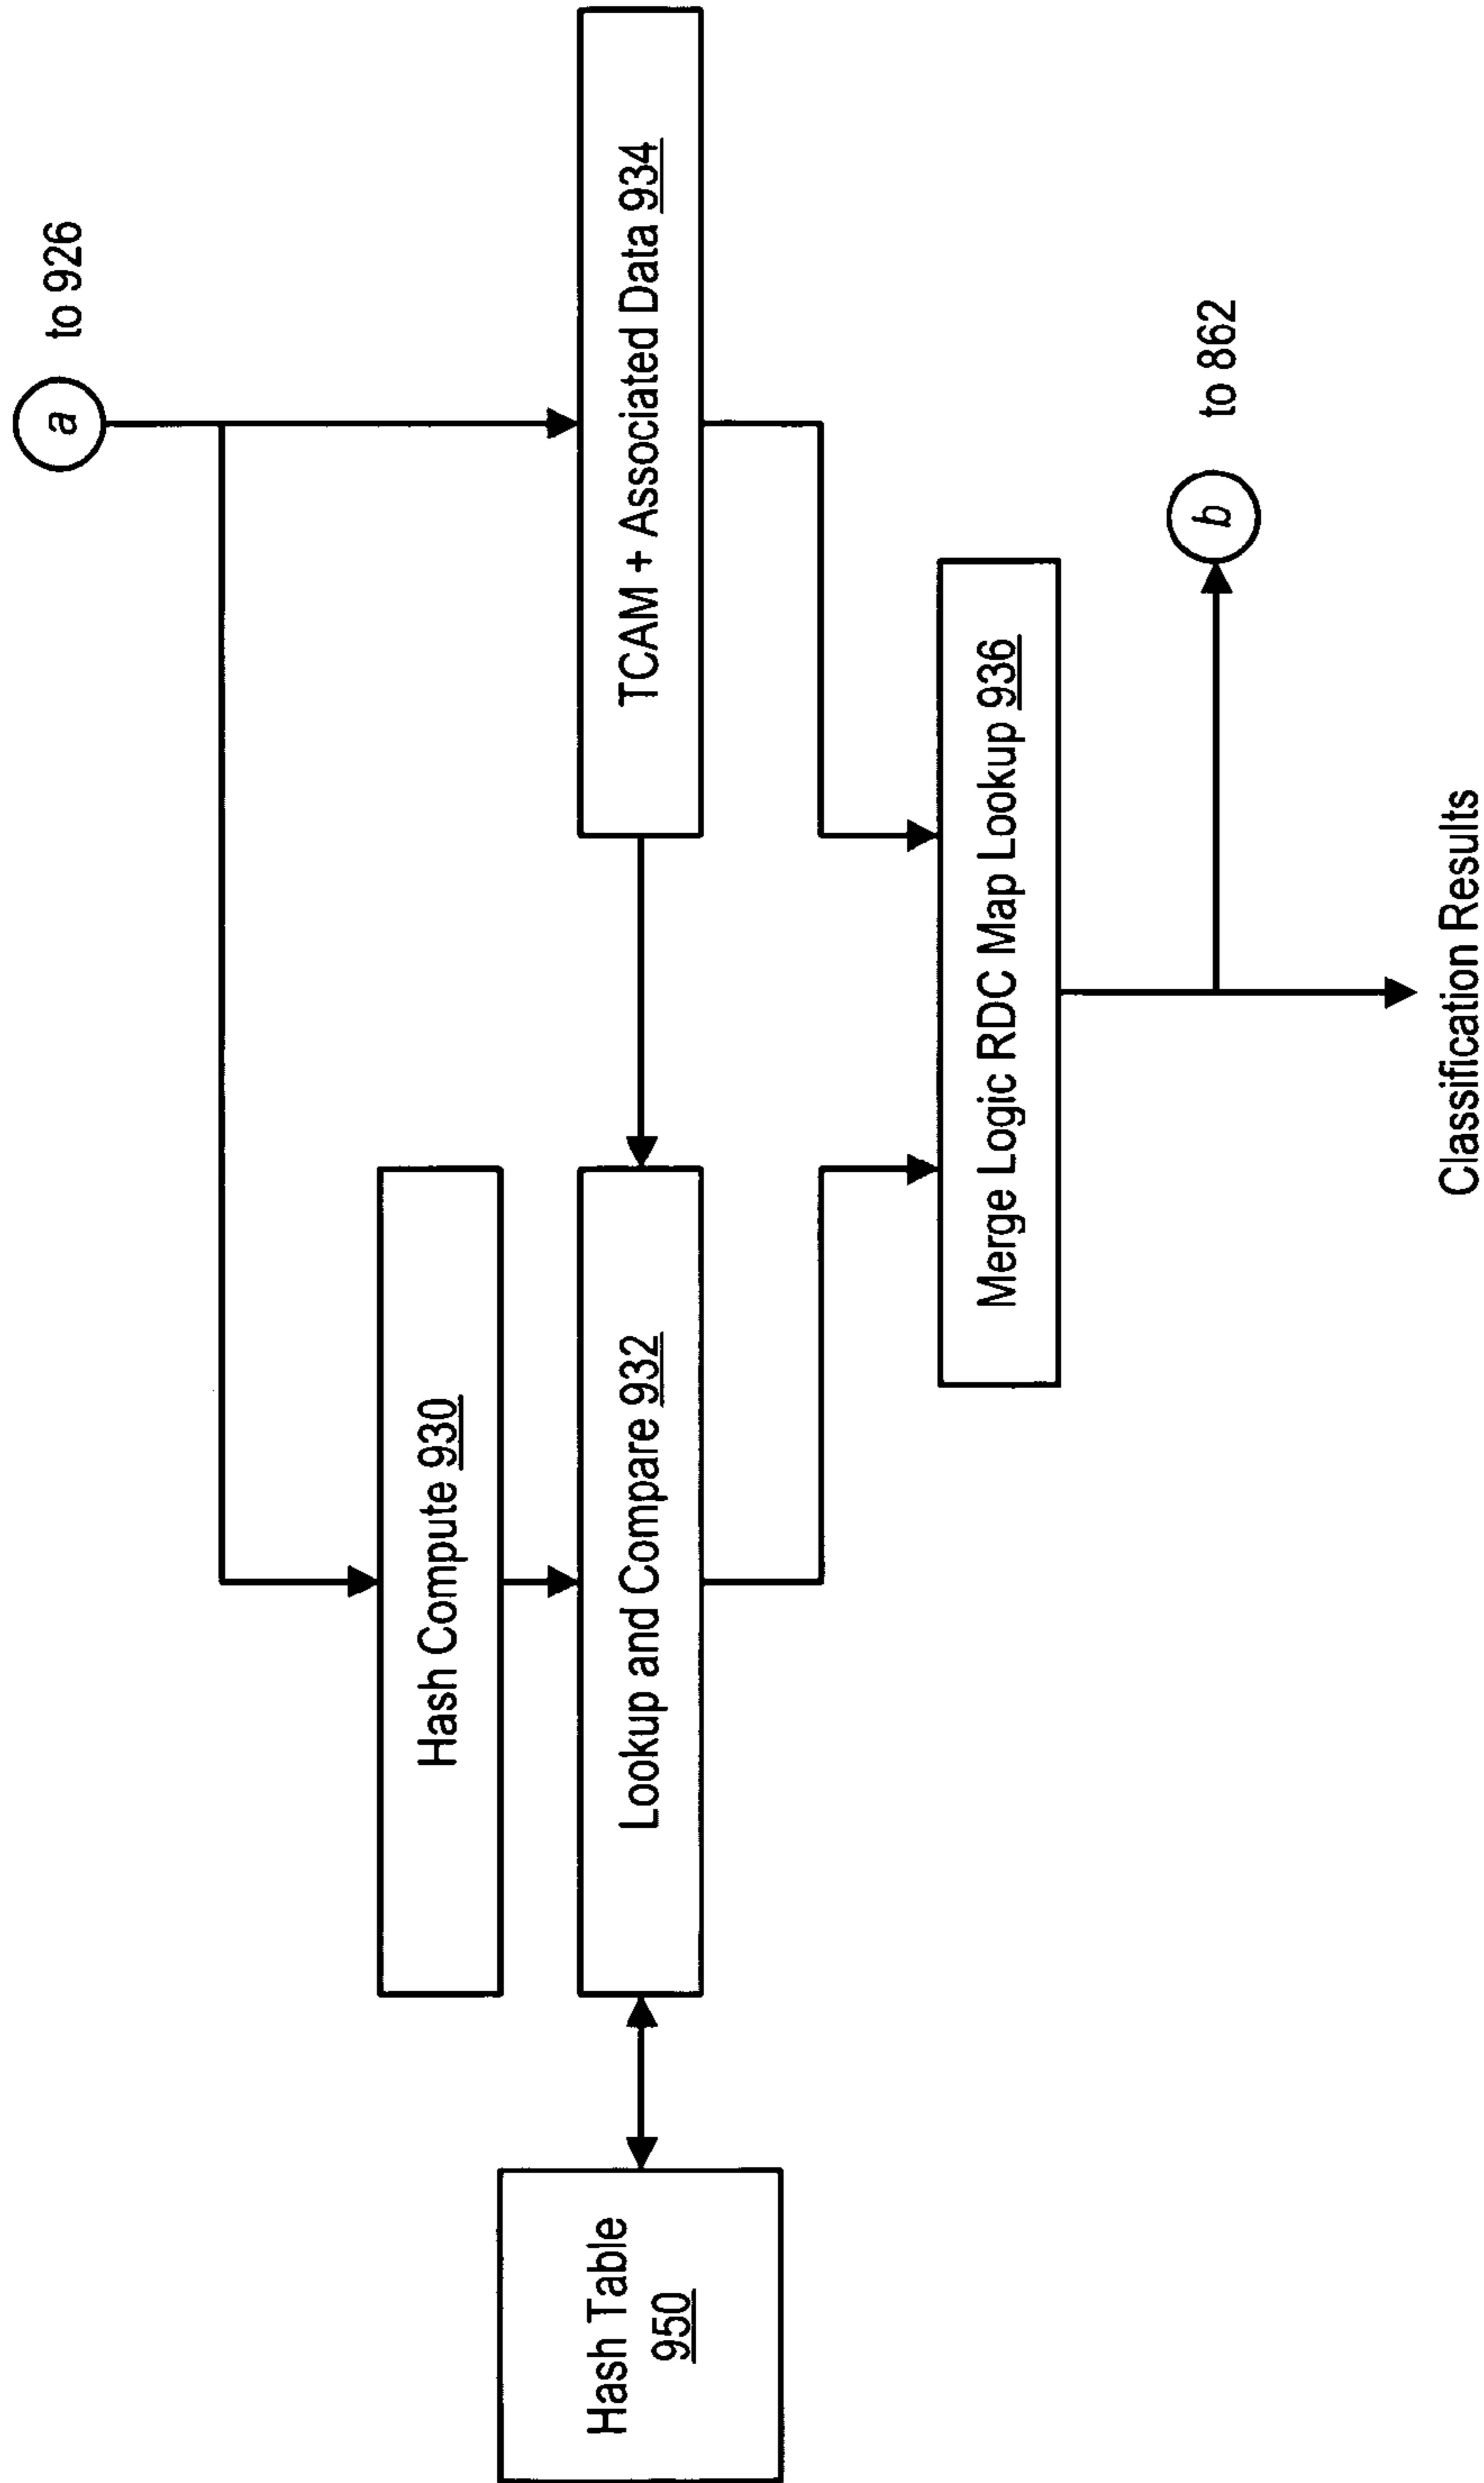 a
to 926
Hash Compute 930
Hash Table
950
Lookup and Compare 932
TCAM + Associated Data 934
Merge Logic RDC Map Lookup 936
b
to 862
Classification Results